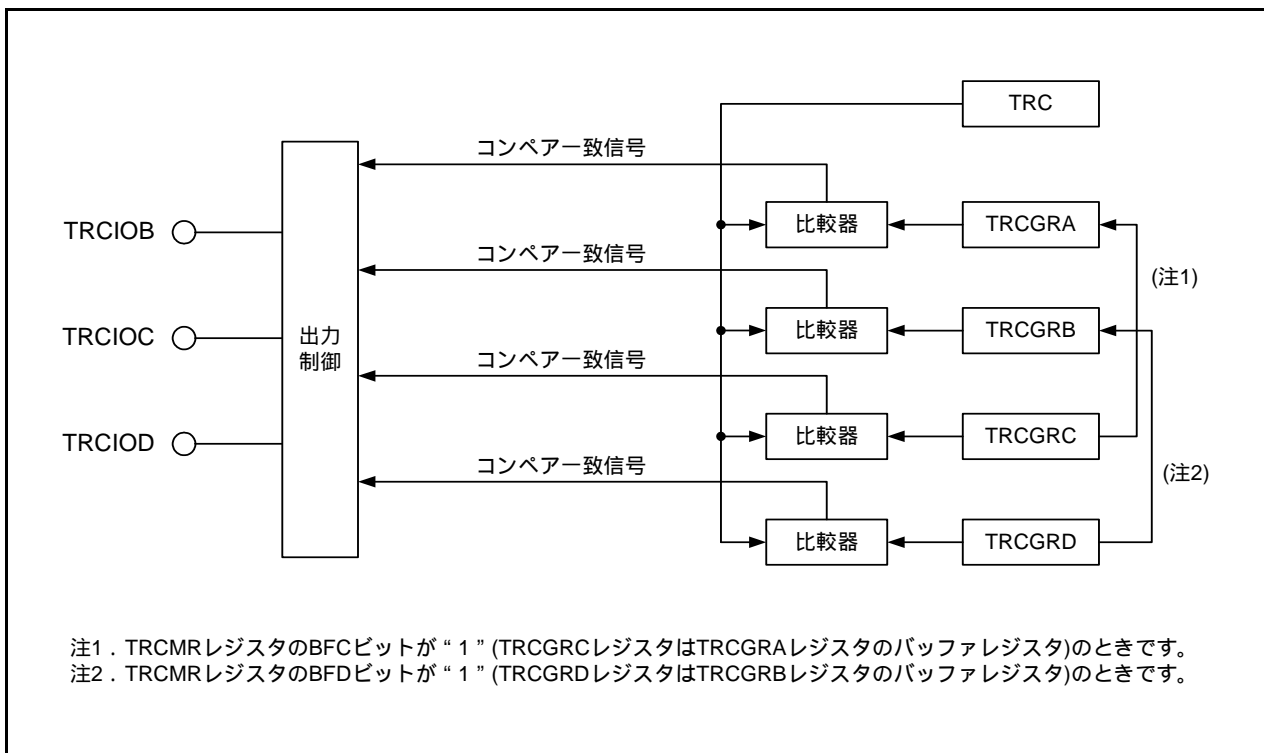 TRC
コンペア一致信号
比較器
TRCGRA
TRCIOB
コンペア一致信号
(注1)
比較器
TRCGRB
TRCIOC
出力
制御
コンペア一致信号
比較器
TRCGRC
TRCIOD
コンペア一致信号
(注2)
比較器
TRCGRD
注1．TRCMRレジスタのBFCビットが“1”(TRCGRCレジスタはTRCGRAレジスタのバッファレジスタ)のときです。
注2．TRCMRレジスタのBFDビットが“1”(TRCGRDレジスタはTRCGRBレジスタのバッファレジスタ)のときです。